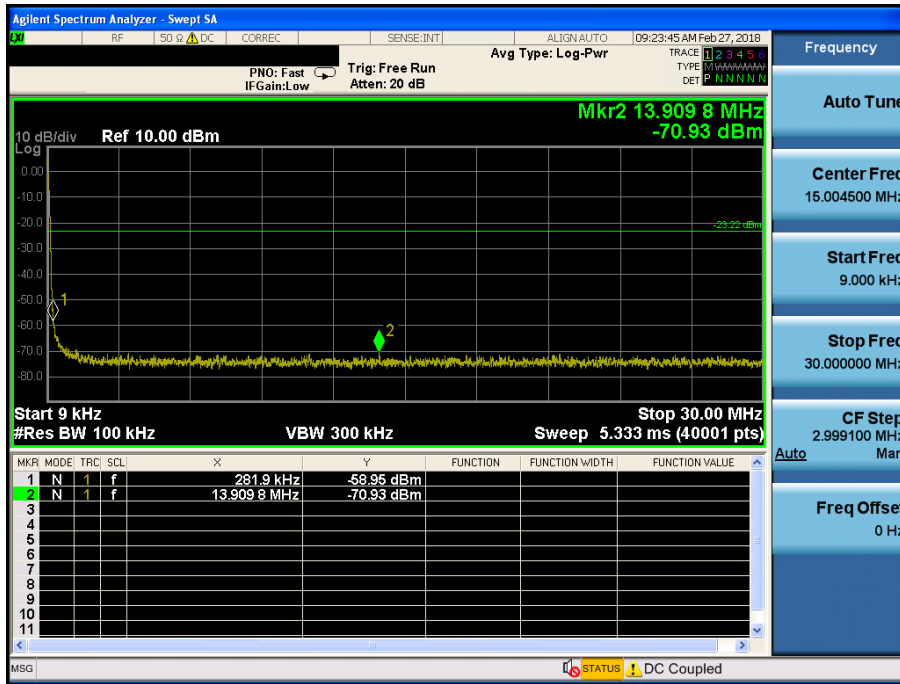 Agilent Spectrum Analyzer - Swept SA
LXI RF 50 Ω DC CORREC SENSE:INT ALIGN AUTO 09:23:45 AM Feb 27, 2018
PNO: Fast
IFGain:Low
Trig: Free Run
Atten: 20 dB
Avg Type: Log-Pwr
TRACE 1 2 3 4 5 6
TYPE M
DET P N N N N N
Mkr2 13.909 8 MHz
-70.93 dBm
10 dB/div Ref 10.00 dBm
Log
0.00
-10.0
-20.0
-23.22 dBm
-30.0
-40.0
-50.0
1
-60.0
2
-70.0
-80.0
Start 9 kHz Stop 30.00 MHz
#Res BW 100 kHz VBW 300 kHz Sweep 5.333 ms (40001 pts)
MKR MODE TRC SCL X Y FUNCTION FUNCTION WIDTH FUNCTION VALUE
1 N 1 f 281.9 kHz -58.95 dBm
2 N 1 f 13.909 8 MHz -70.93 dBm
3
4
5
6
7
8
9
10
11
MSG STATUS DC Coupled
Frequency
Auto Tune
Center Freq
15.004500 MHz
Start Freq
9.000 kHz
Stop Freq
30.000000 MHz
CF Step
2.999100 MHz
Auto Man
Freq Offset
0 Hz